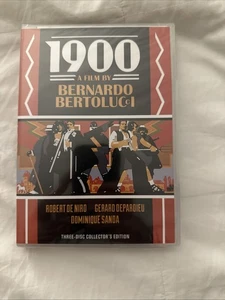 1900
A FILM BY
BERNARDO
BERTOLUCCI
ROBERT DE NIRO GERARD DEPARDIEU
DOMINIQUE SANDA
THREE-DISC COLLECTOR'S EDITION